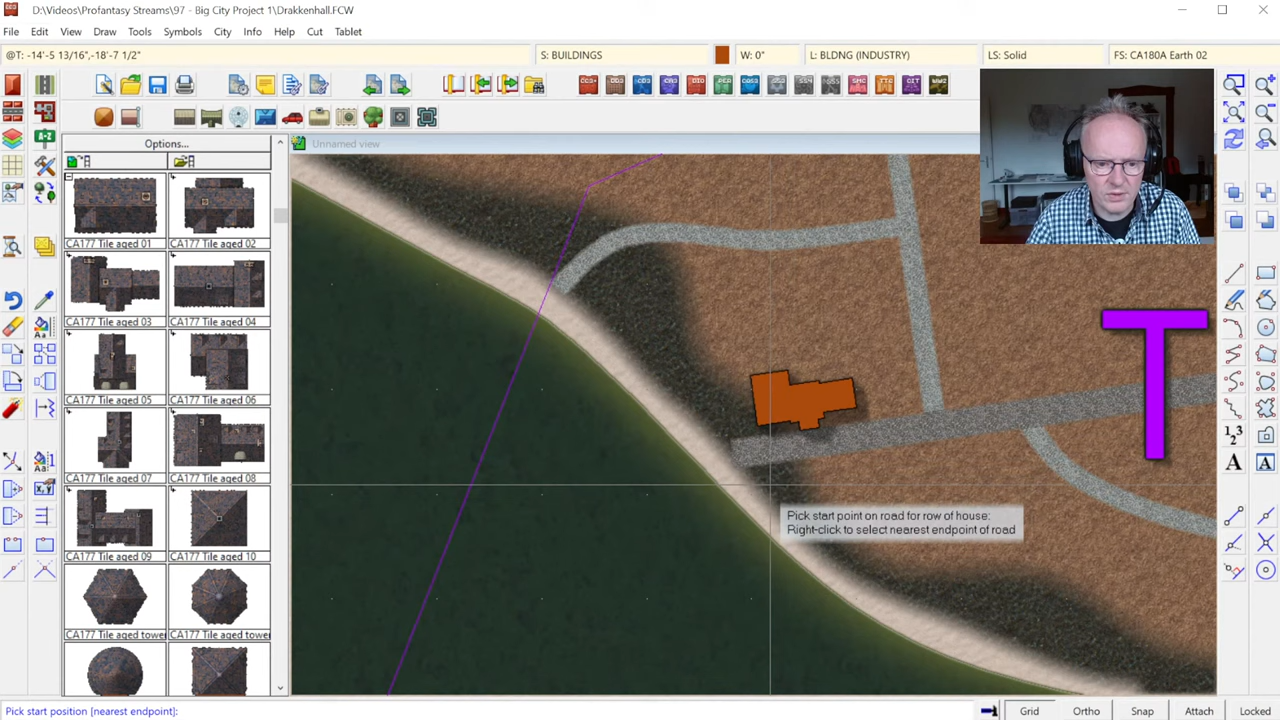 D:\Videos\Profantasy Streams\97 - Big City Project 1\Drakkenhall.FCW
File Edit View Draw Tools Symbols City Info Help Cut Tablet
@T: -14'-5 13/16",-18'-7 1/2" S: BUILDINGS W: 0" L: BLDNG (INDUSTRY) LS: Solid FS: CA180A Earth 02
Options...
Unnamed view
CA177 Tile aged 01 CA177 Tile aged 02
CA177 Tile aged 03 CA177 Tile aged 04
CA177 Tile aged 05 CA177 Tile aged 06
CA177 Tile aged 07 CA177 Tile aged 08
CA177 Tile aged 09 CA177 Tile aged 10
CA177 Tile aged tower CA177 Tile aged tower
T
Pick start point on road for row of house:
Right-click to select nearest endpoint of road
Pick start position [nearest endpoint]:
Grid Ortho Snap Attach Locked